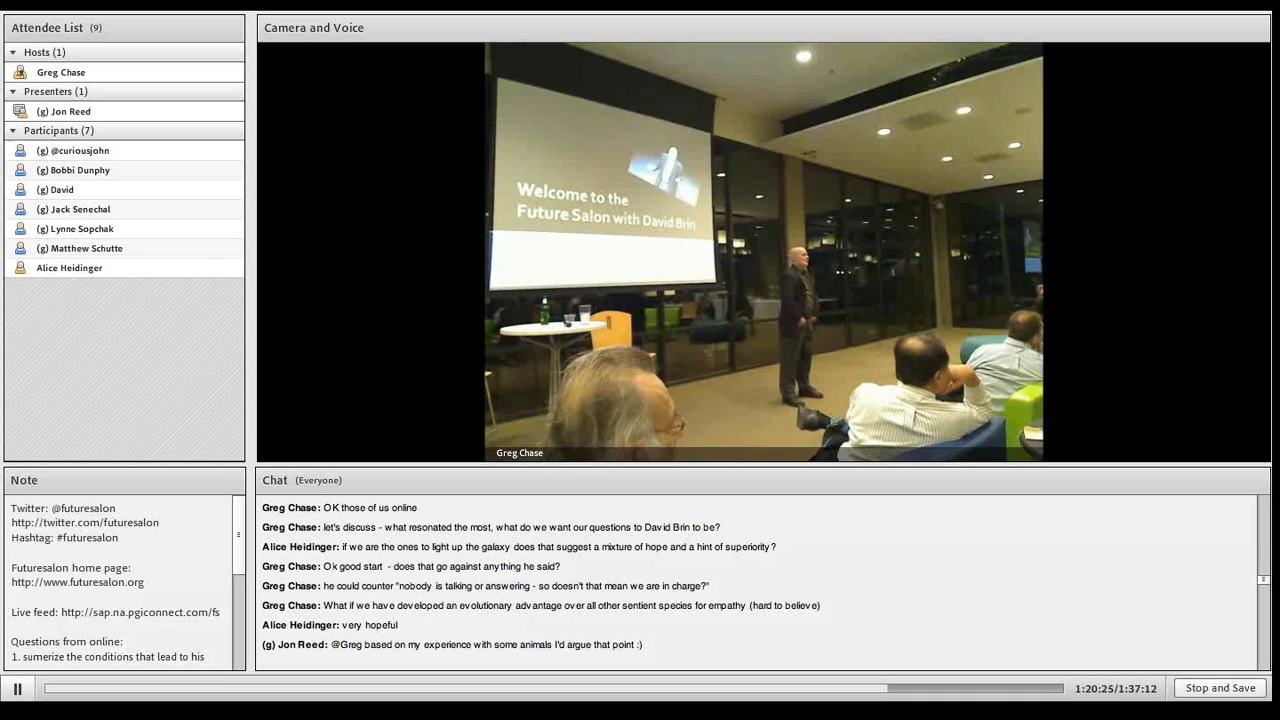 Attendee List (9)
Hosts (1)
Greg Chase
Presenters (1)
(g) Jon Reed
Participants (7)
(g) @curiousjohn
(g) Bobbi Dunphy
(g) David
(g) Jack Senechal
(g) Lynne Sopchak
(g) Matthew Schutte
Alice Heidinger
Camera and Voice
Welcome to the
Future Salon with David Brin
Greg Chase
Note
Twitter: @futuresalon
http://twitter.com/futuresalon
Hashtag: #futuresalon
Futuresalon home page:
http://www.futuresalon.org
Live feed: http://sap.na.pgiconnect.com/fs
Questions from online:
1. sumerize the conditions that lead to his
Chat (Everyone)
Greg Chase: OK those of us online
Greg Chase: let's discuss - what resonated the most, what do we want our questions to David Brin to be?
Alice Heidinger: if we are the ones to light up the galaxy does that suggest a mixture of hope and a hint of superiority?
Greg Chase: Ok good start - does that go against anything he said?
Greg Chase: he could counter "nobody is talking or answering - so doesn't that mean we are in charge?"
Greg Chase: What if we have developed an evolutionary advantage over all other sentient species for empathy (hard to believe)
Alice Heidinger: very hopeful
(g) Jon Reed: @Greg based on my experience with some animals I'd argue that point :)
1:20:25/1:37:12
Stop and Save